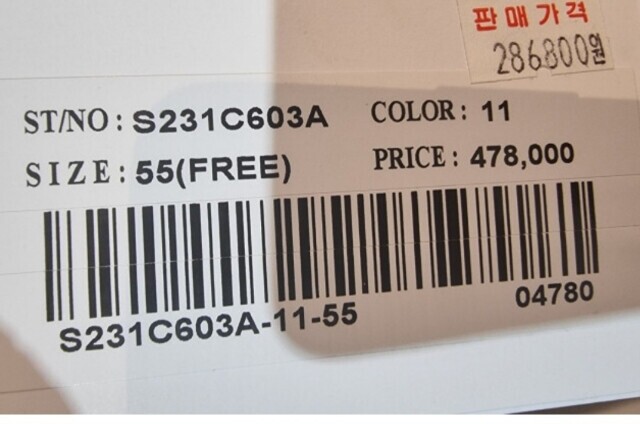 판매가격
286800원
ST/NO : S231C603A COLOR : 11
SIZE : 55(FREE) PRICE : 478,000
S231C603A-11-55 04780